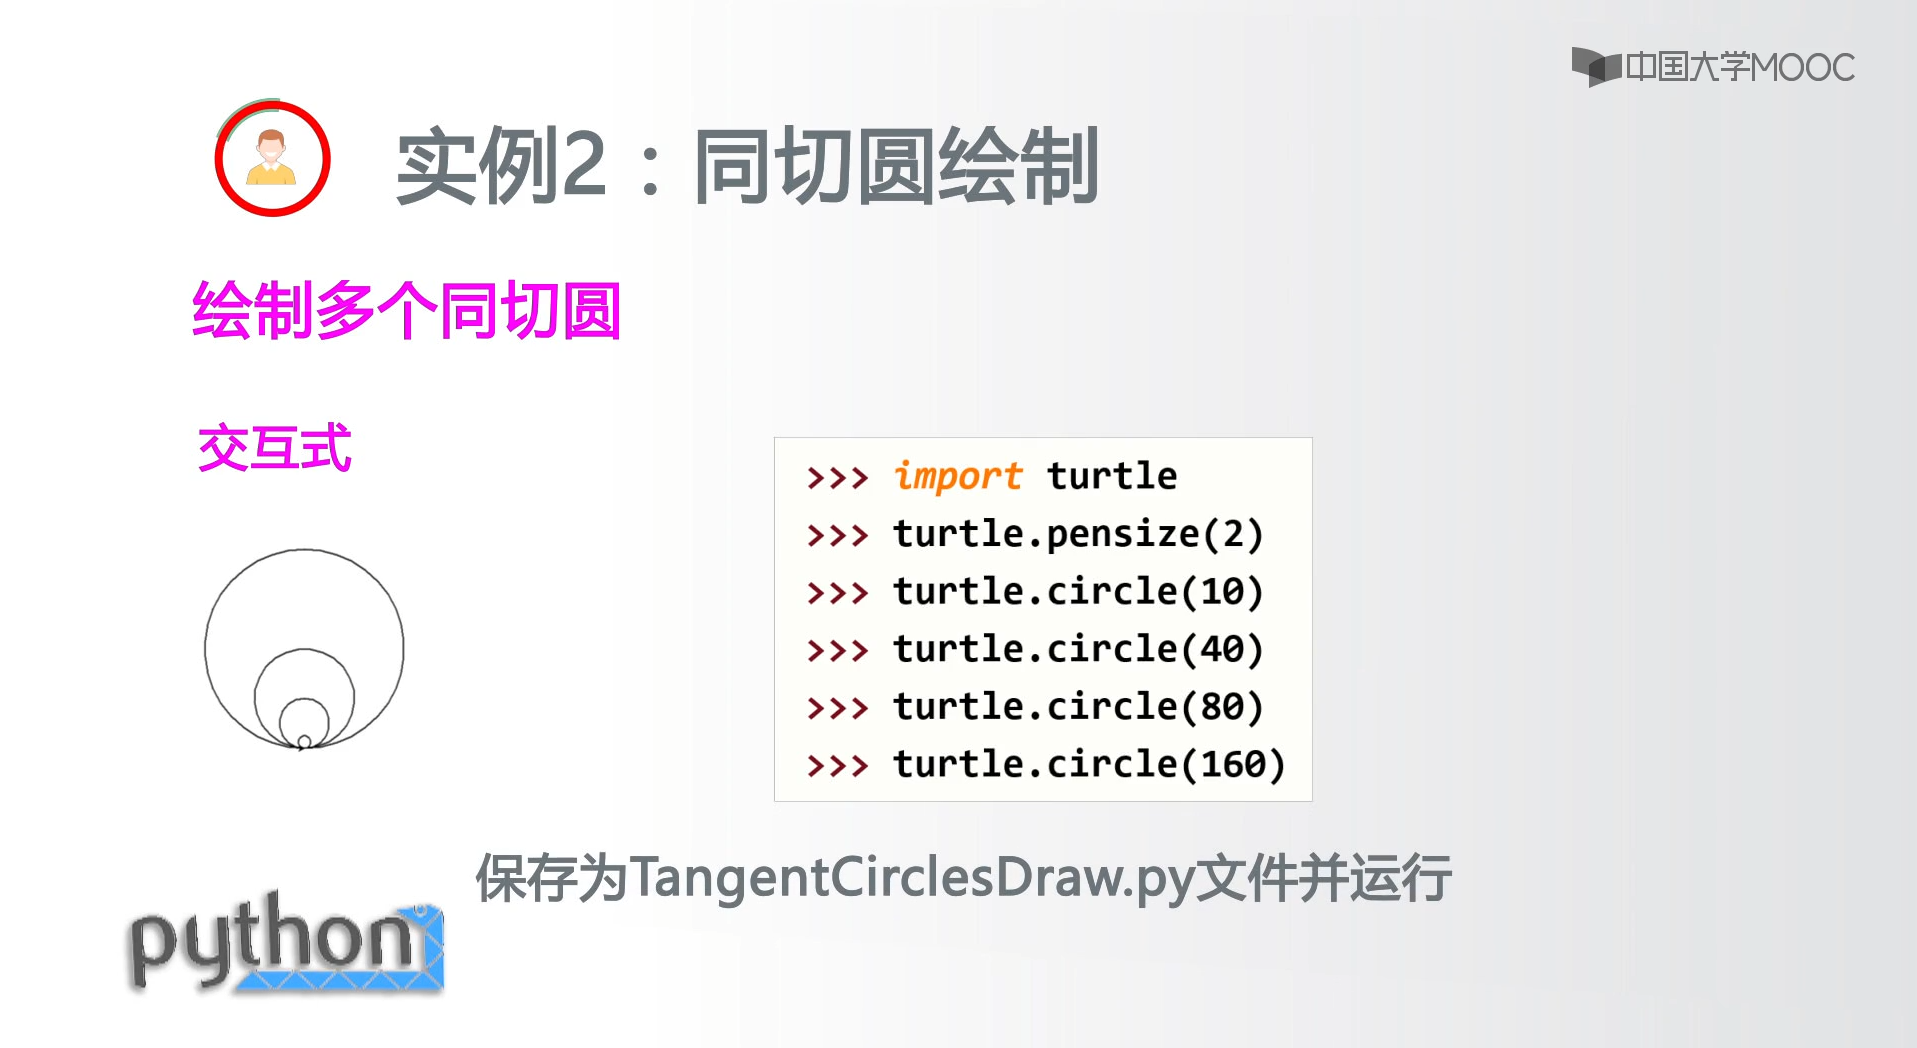 中国大学MOOC
实例2：同切圆绘制
绘制多个同切圆
交互式
>>> import turtle
>>> turtle.pensize(2)
>>> turtle.circle(10)
>>> turtle.circle(40)
>>> turtle.circle(80)
>>> turtle.circle(160)
保存为TangentCirclesDraw.py文件并运行
python